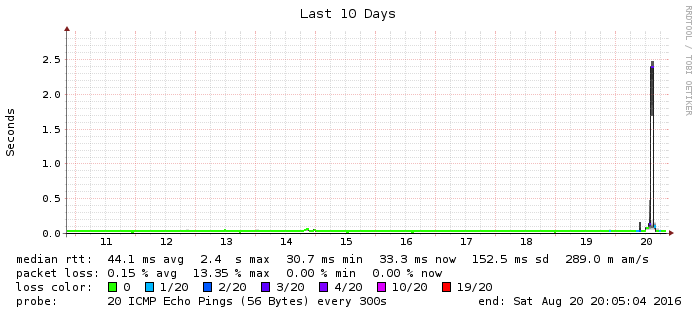 Last 10 Days
RRDTOOL / TOBI OETIKER
Seconds
2.5
2.0
1.5
1.0
0.5
0.0
11 12 13 14 15 16 17 18 19 20
median rtt: 44.1 ms avg 2.4 s max 30.7 ms min 33.3 ms now 152.5 ms sd 289.0 m am/s
packet loss: 0.15 % avg 13.35 % max 0.00 % min 0.00 % now
loss color: 0 1/20 2/20 3/20 4/20 10/20 19/20
probe: 20 ICMP Echo Pings (56 Bytes) every 300s end: Sat Aug 20 20:05:04 2016